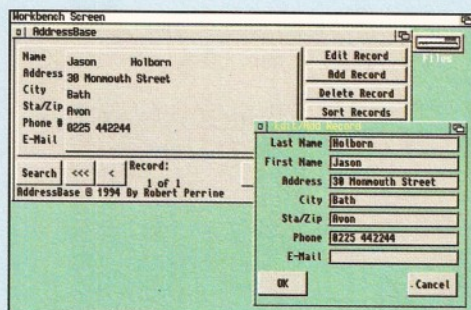 Workbench Screen
AddressBase
Name Jason Holborn
Address 30 Monmouth Street
City Bath
Sta/Zip Avon
Phone # 0225 442244
E-Mail
Edit Record
Add Record
Delete Record
Sort Records
Files
Search <<< < Record:
1 of 1
AddressBase © 1994 By Robert Perrine
Edit/Add Record
Last Name Holborn
First Name Jason
Address 30 Monmouth Street
City Bath
Sta/Zip Avon
Phone 0225 442244
E-Mail
OK Cancel